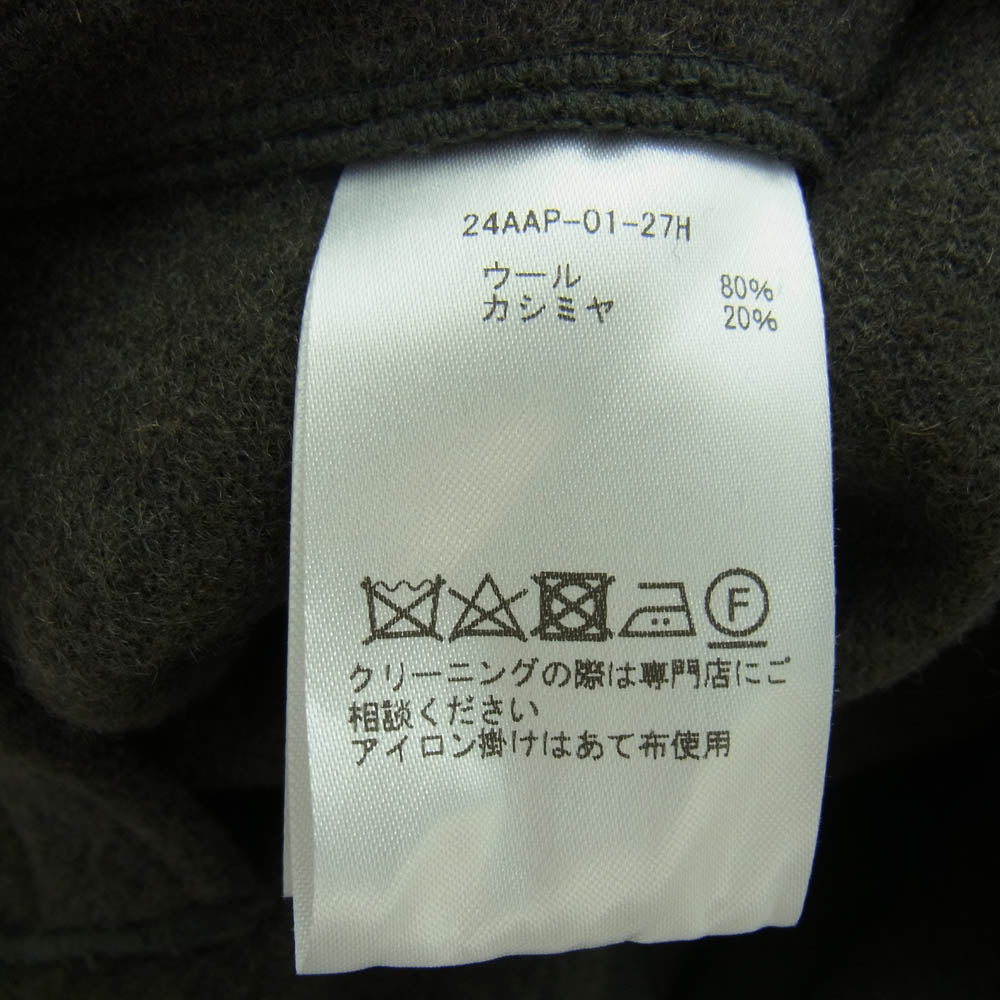 24AAP-01-27H
ウール 80%
カシミヤ 20%
F
クリーニングの際は専門店にご
相談ください
アイロン掛けはあて布使用